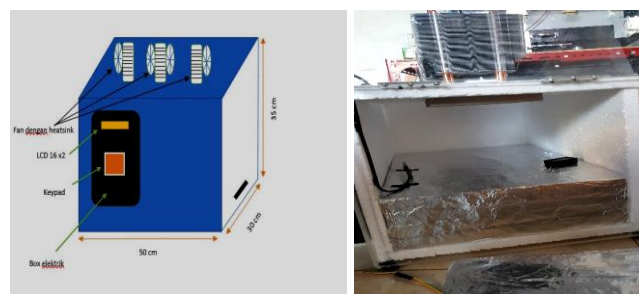 Fan dengan heatsink
LCD 16 x2
Keypad
Box elektrik
50 cm
30 cm
35 cm